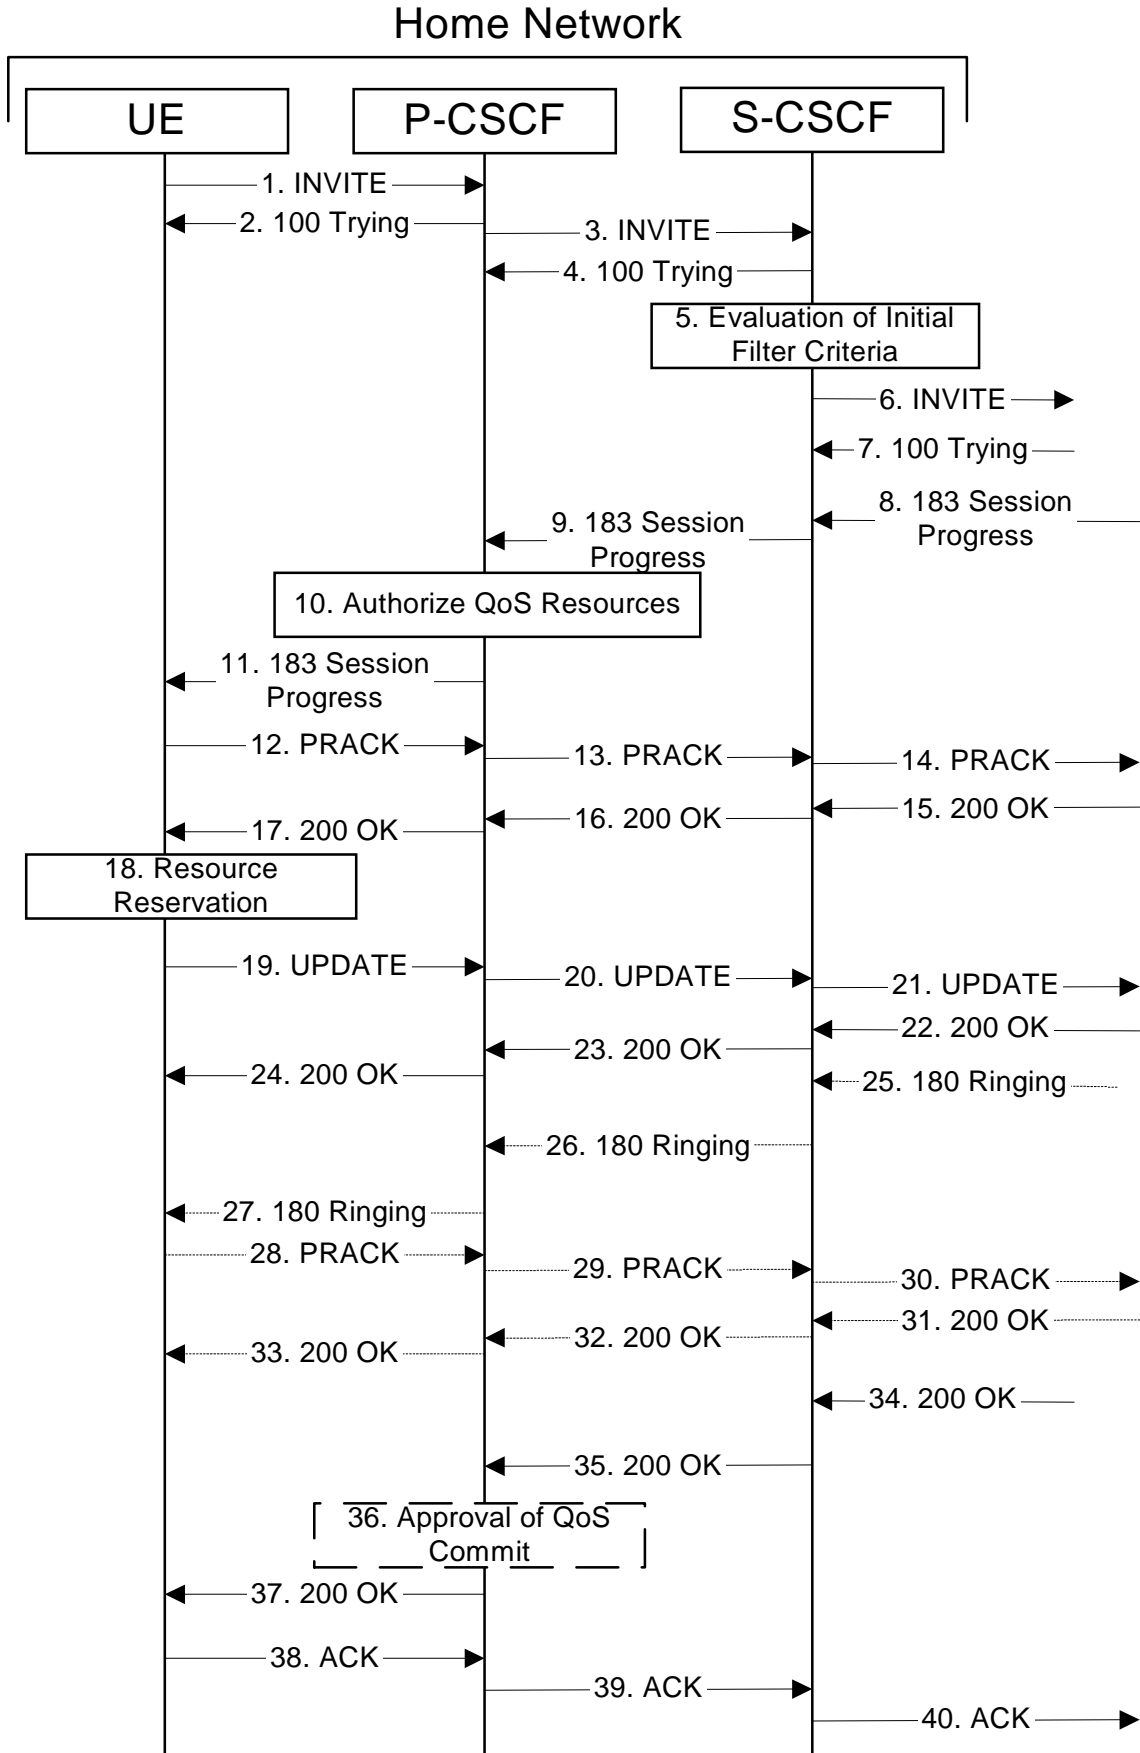 Home Network
UE
P-CSCF
S-CSCF
1. INVITE
2. 100 Trying
3. INVITE
4. 100 Trying
5. Evaluation of Initial
Filter Criteria
6. INVITE
7. 100 Trying
8. 183 Session
Progress
9. 183 Session
Progress
10. Authorize QoS Resources
11. 183 Session
Progress
12. PRACK
13. PRACK
14. PRACK
15. 200 OK
16. 200 OK
17. 200 OK
18. Resource
Reservation
19. UPDATE
20. UPDATE
21. UPDATE
22. 200 OK
23. 200 OK
24. 200 OK
25. 180 Ringing
26. 180 Ringing
27. 180 Ringing
28. PRACK
29. PRACK
30. PRACK
31. 200 OK
32. 200 OK
33. 200 OK
34. 200 OK
35. 200 OK
36. Approval of QoS
Commit
37. 200 OK
38. ACK
39. ACK
40. ACK